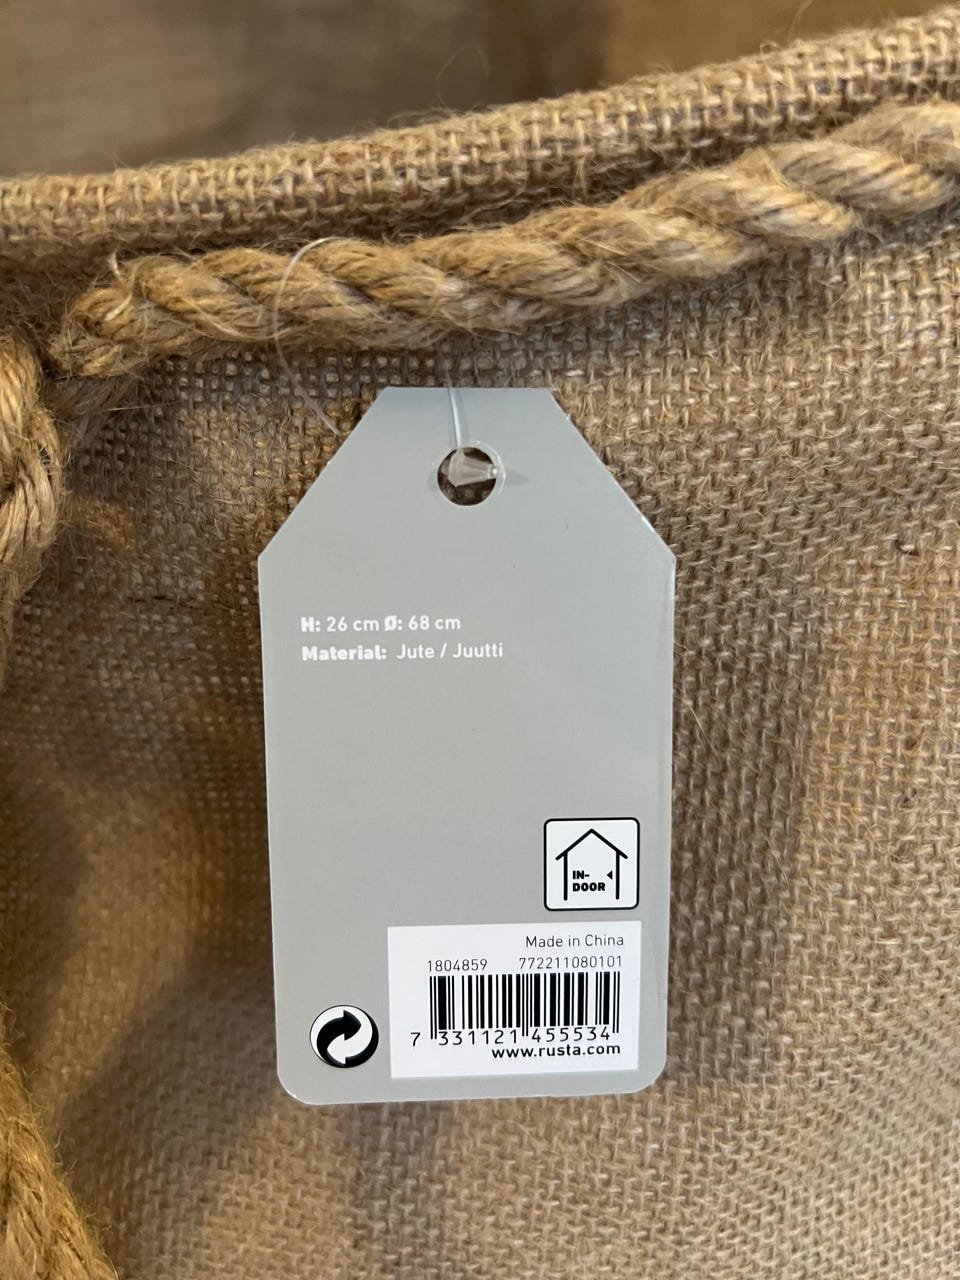 H: 26 cm Ø: 68 cm
Material: Jute / Juutti
IN-
DOOR
Made in China
1804859 772211080101
7 331121 455534
www.rusta.com